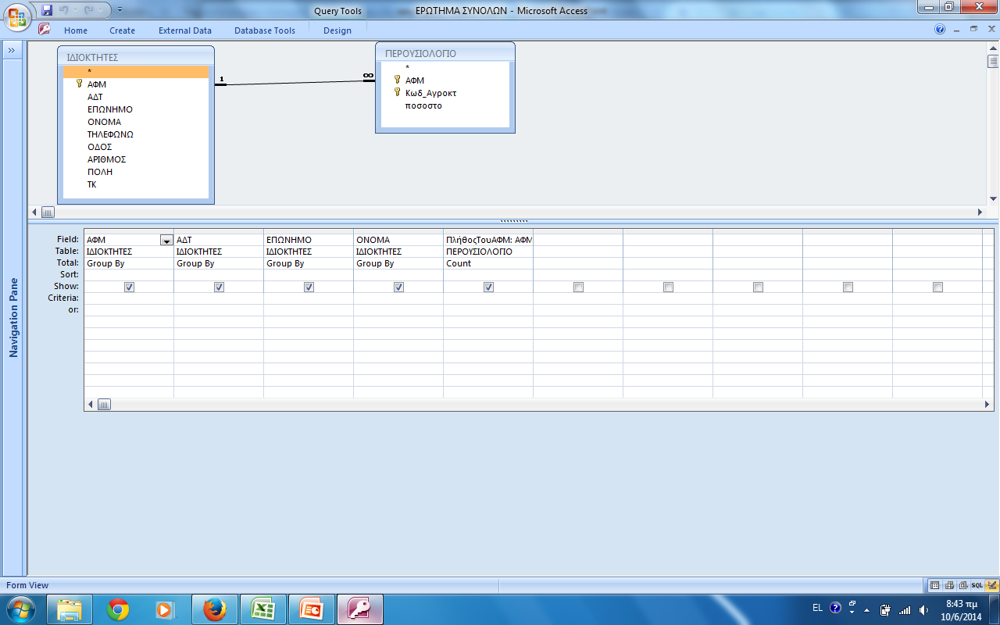 Query Tools
ΕΡΩΤΗΜΑ ΣΥΝΟΛΩΝ - Microsoft Access
Home Create External Data Database Tools Design
»
ΙΔΙΟΚΤΗΤΕΣ
*
ΑΦΜ
ΑΔΤ
ΕΠΩΝΗΜΟ
ΟΝΟΜΑ
ΤΗΛΕΦΩΝΩ
ΟΔΟΣ
ΑΡΙΘΜΟΣ
ΠΟΛΗ
ΤΚ
1 ∞
ΠΕΡΟΥΣΙΟΛΟΓΙΟ
*
ΑΦΜ
Κωδ_Αγροκτ
ποσοστο
Navigation Pane
Field: ΑΦΜ ΑΔΤ ΕΠΩΝΗΜΟ ΟΝΟΜΑ ΠλήθοςΤουΑΦΜ: ΑΦΜ
Table: ΙΔΙΟΚΤΗΤΕΣ ΙΔΙΟΚΤΗΤΕΣ ΙΔΙΟΚΤΗΤΕΣ ΙΔΙΟΚΤΗΤΕΣ ΠΕΡΟΥΣΙΟΛΟΓΙΟ
Total: Group By Group By Group By Group By Count
Sort:
Show:
Criteria:
or:
Form View
SQL
EL
8:43 πμ
10/6/2014